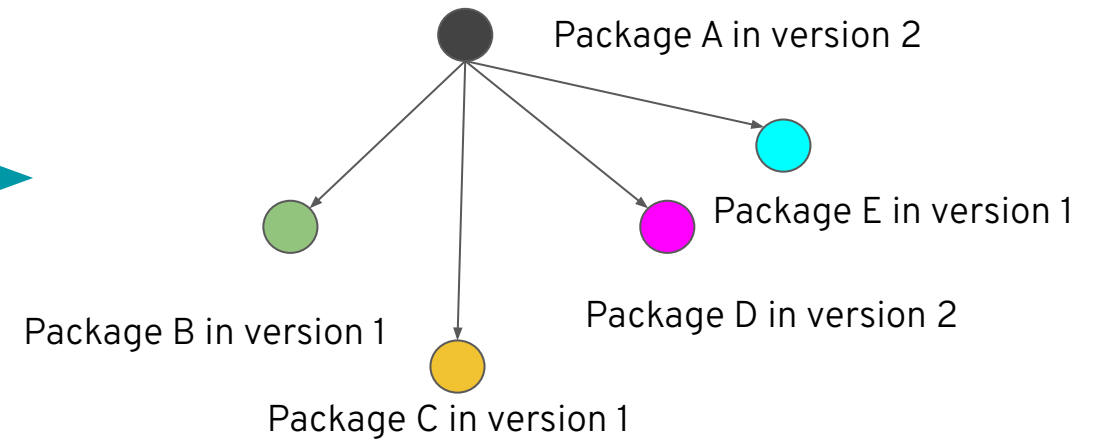 Package A in version 2
Package E in version 1
Package D in version 2
Package B in version 1
Package C in version 1